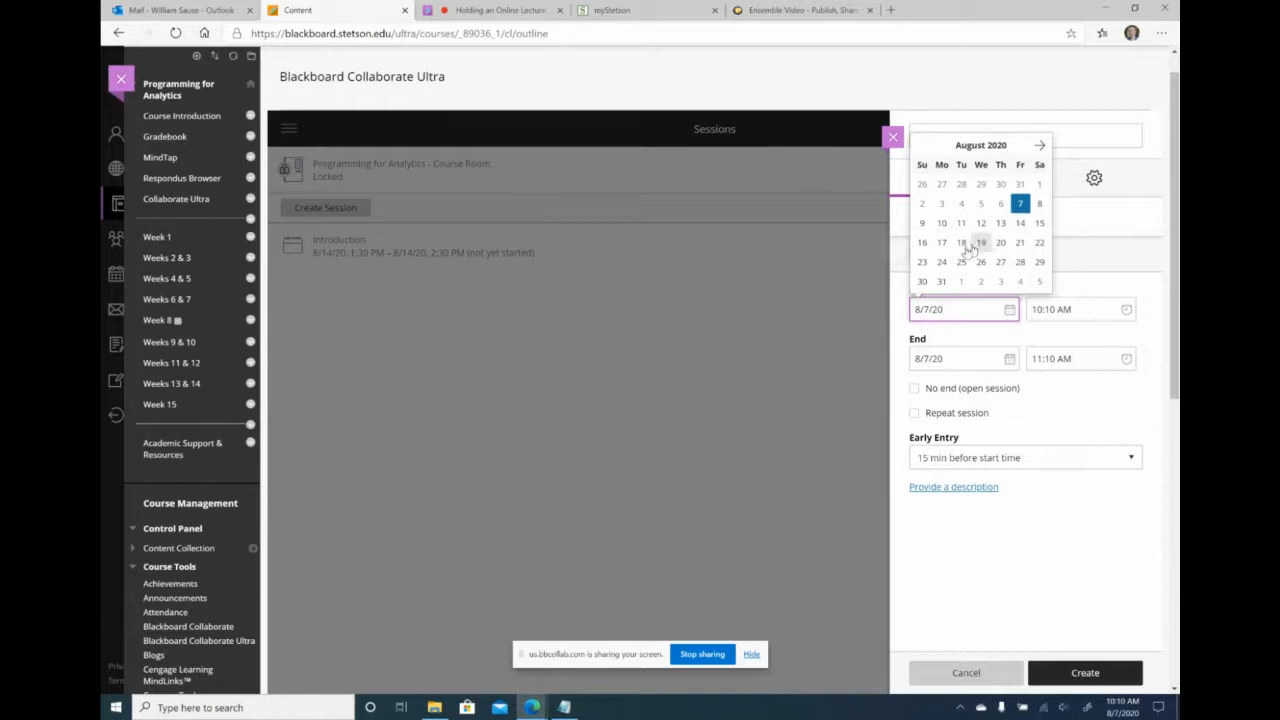 Mail - William Sause - Outlook
Content
Holding an Online Lecture
myStetson
Ensemble Video - Publish, Shar
https://blackboard.stetson.edu/ultra/courses/_89036_1/cl/outline
Programming for
Analytics
Course Introduction
Gradebook
MindTap
Respondus Browser
Collaborate Ultra
Week 1
Weeks 2 & 3
Weeks 4 & 5
Weeks 6 & 7
Week 8
Weeks 9 & 10
Weeks 11 & 12
Weeks 13 & 14
Week 15
Academic Support &
Resources
Course Management
Control Panel
Content Collection
Course Tools
Achievements
Announcements
Attendance
Blackboard Collaborate
Blackboard Collaborate Ultra
Blogs
Cengage Learning
MindLinks™
Blackboard Collaborate Ultra
Sessions
Programming for Analytics - Course Room
Locked
Create Session
Introduction
8/14/20, 1:30 PM – 8/14/20, 2:30 PM (not yet started)
August 2020
Su Mo Tu We Th Fr Sa
26 27 28 29 30 31 1
2 3 4 5 6 7 8
9 10 11 12 13 14 15
16 17 18 19 20 21 22
23 24 25 26 27 28 29
30 31 1 2 3 4 5
8/7/20 10:10 AM
End
8/7/20 11:10 AM
No end (open session)
Repeat session
Early Entry
15 min before start time
Provide a description
Cancel Create
us.bbcollab.com is sharing your screen. Stop sharing Hide
Type here to search
10:10 AM
8/7/2020